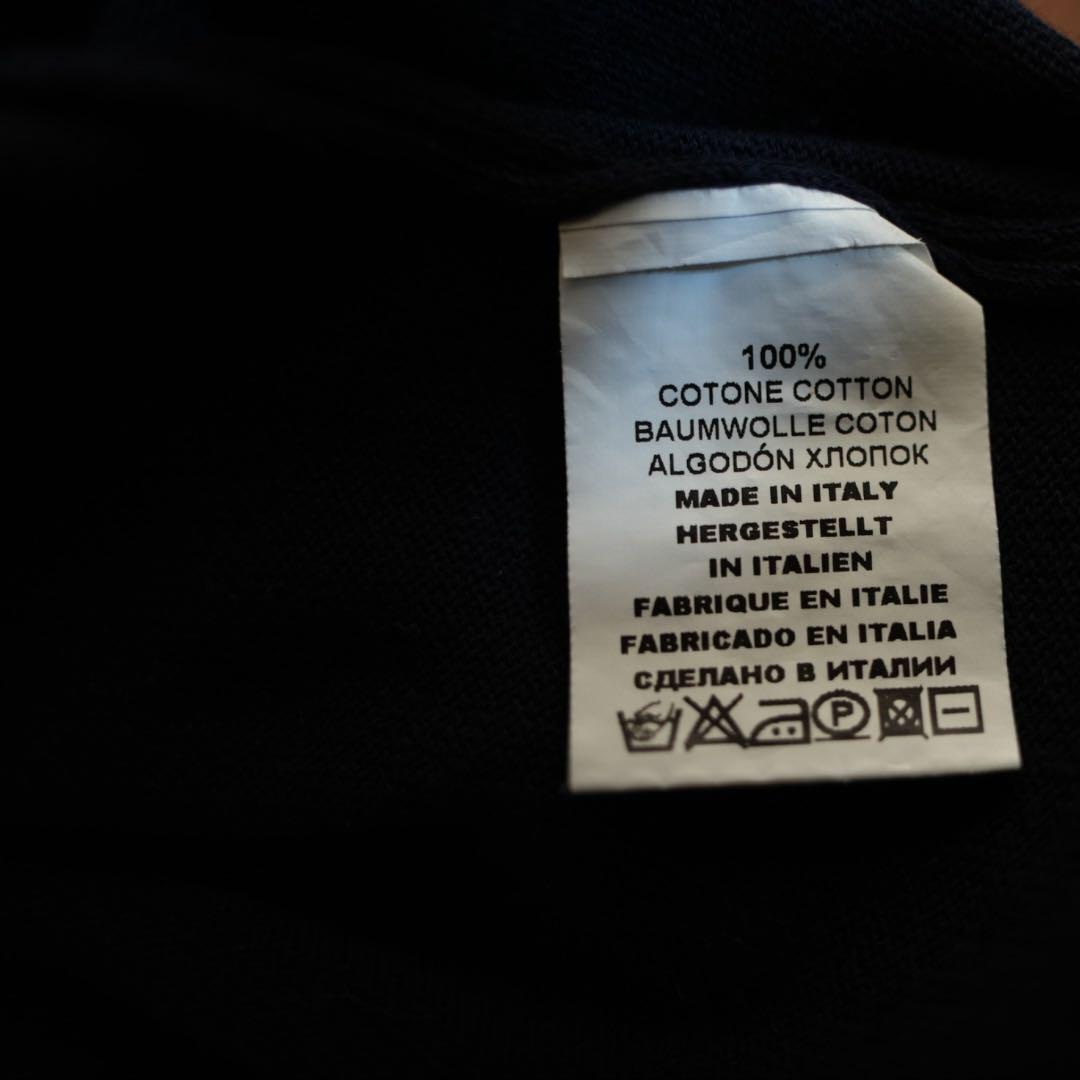 100%
COTONE COTTON
BAUMWOLLE COTON
ALGODÓN ХЛОПОК
MADE IN ITALY
HERGESTELLT
IN ITALIEN
FABRIQUE EN ITALIE
FABRICADO EN ITALIA
СДЕЛАНО В ИТАЛИИ
P